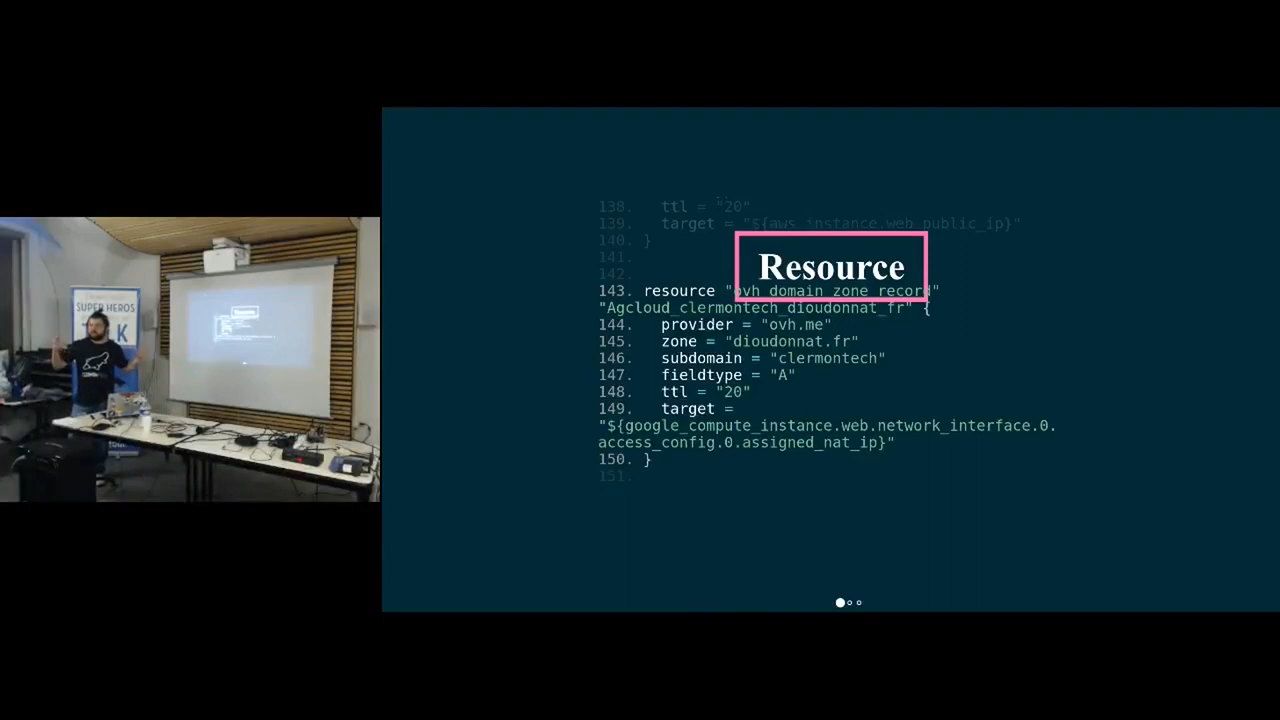 138.   ttl = "20"
139.   target = "${aws_instance.web.public_ip}"
140. }
141.
142.
Resource
143. resource "ovh_domain_zone_record"
"Agcloud_clermontech_dioudonnat_fr" {
144.   provider = "ovh.me"
145.   zone = "dioudonnat.fr"
146.   subdomain = "clermontech"
147.   fieldtype = "A"
148.   ttl = "20"
149.   target =
"${google_compute_instance.web.network_interface.0.
access_config.0.assigned_nat_ip}"
150. }
151.
SUPER HEROS